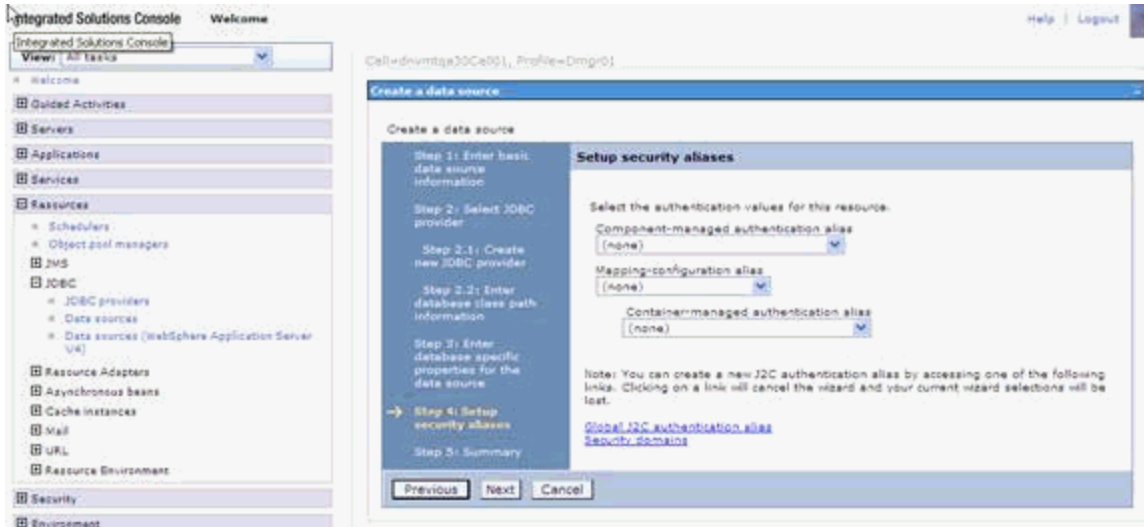 Integrated Solutions Console Welcome
Help | Logout
Integrated Solutions Console
View: All tasks
Welcome
Guided Activities
Servers
Applications
Services
Resources
Schedulers
Object pool managers
JMS
JDBC
JDBC providers
Data sources
Data sources (WebSphere Application Server V4)
Resource Adapters
Asynchronous beans
Cache instances
Mail
URL
Resource Environment
Security
Environment
Profile=Dmgr01
Create a data source
Create a data source
Step 1: Enter basic
data source
information
Step 2: Select JDBC
provider
Step 2.1: Create
new JDBC provider
Step 2.2: Enter
database class path
information
Step 3: Enter
database specific
properties for the
data source
Step 4: Setup
security aliases
Step 5: Summary
Setup security aliases
Select the authentication values for this resource.
Component-managed authentication alias
(none)
Mapping-configuration alias
(none)
Container-managed authentication alias
(none)
Note: You can create a new J2C authentication alias by accessing one of the following
links. Clicking on a link will cancel the wizard and your current wizard selections will be
lost.
Global J2C authentication alias
Security domains
Previous Next Cancel